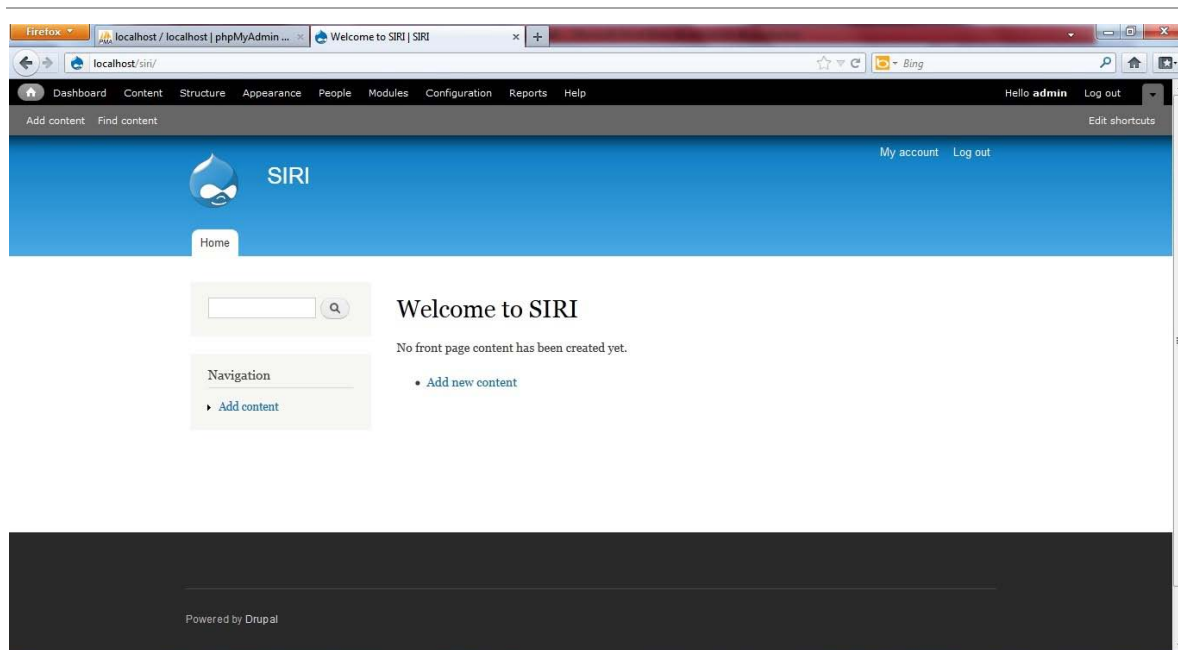 Firefox
localhost / localhost | phpMyAdmin ...
Welcome to SIRI | SIRI
localhost/siri/
Bing
Dashboard Content Structure Appearance People Modules Configuration Reports Help Hello admin Log out
Add content Find content Edit shortcuts
My account Log out
SIRI
Home
Welcome to SIRI
No front page content has been created yet.
Add new content
Navigation
Add content
Powered by Drupal